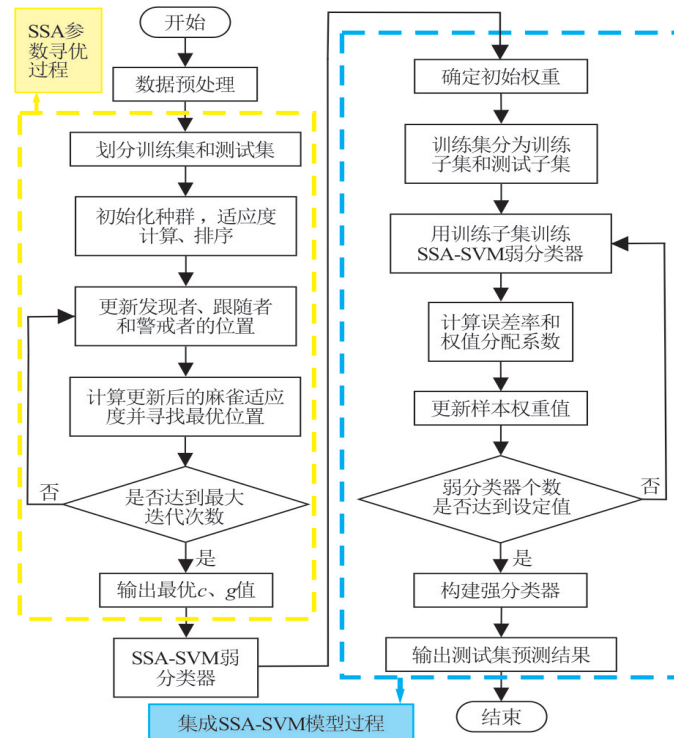 SSA参
数寻优
过程
开始
数据预处理
划分训练集和测试集
初始化种群，适应度
计算、排序
更新发现者、跟随者
和警戒者的位置
计算更新后的麻雀适应
度并寻找最优位置
否
是否达到最大
迭代次数
是
输出最优c、g值
SSA-SVM弱
分类器
确定初始权重
训练集分为训练
子集和测试子集
用训练子集训练
SSA-SVM弱分类器
计算误差率和
权值分配系数
更新样本权重值
弱分类器个数
是否达到设定值
否
是
构建强分类器
输出测试集预测结果
集成SSA-SVM模型过程
结束